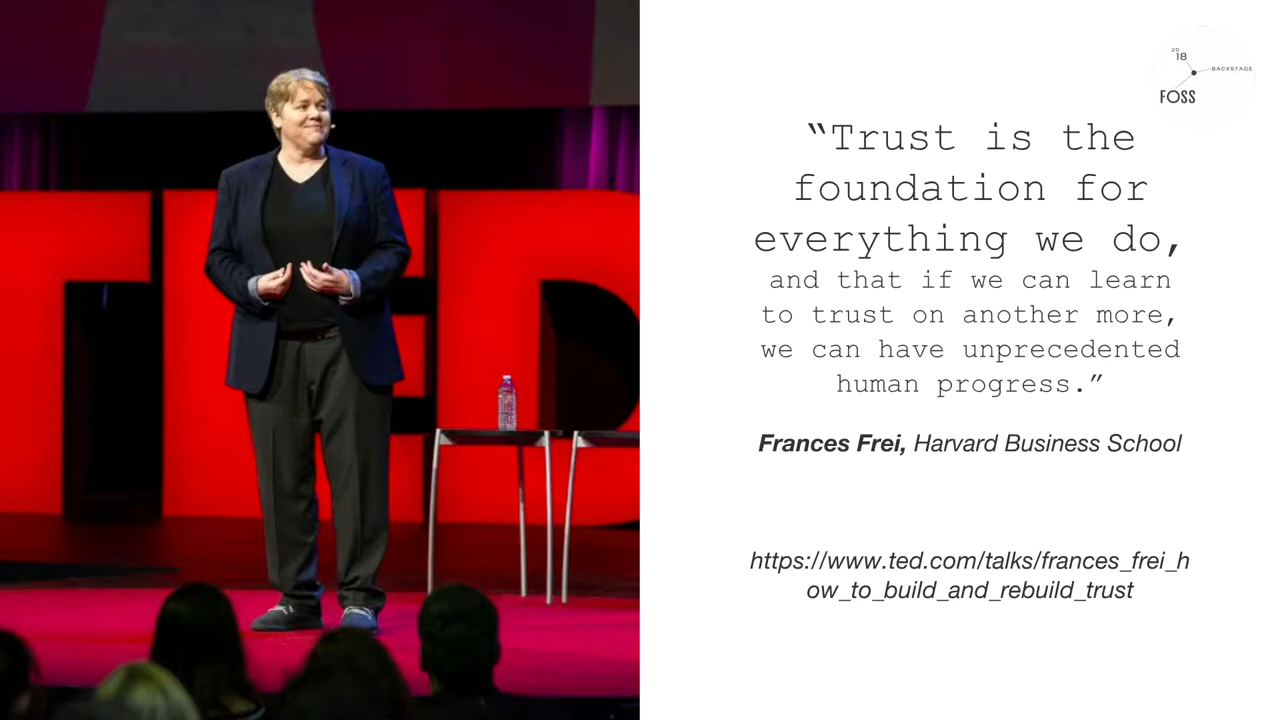 TED
20
18
BACKSTAGE
FOSS
“Trust is the
foundation for
everything we do,
and that if we can learn
to trust on another more,
we can have unprecedented
human progress.”
Frances Frei, Harvard Business School
https://www.ted.com/talks/frances_frei_h
ow_to_build_and_rebuild_trust